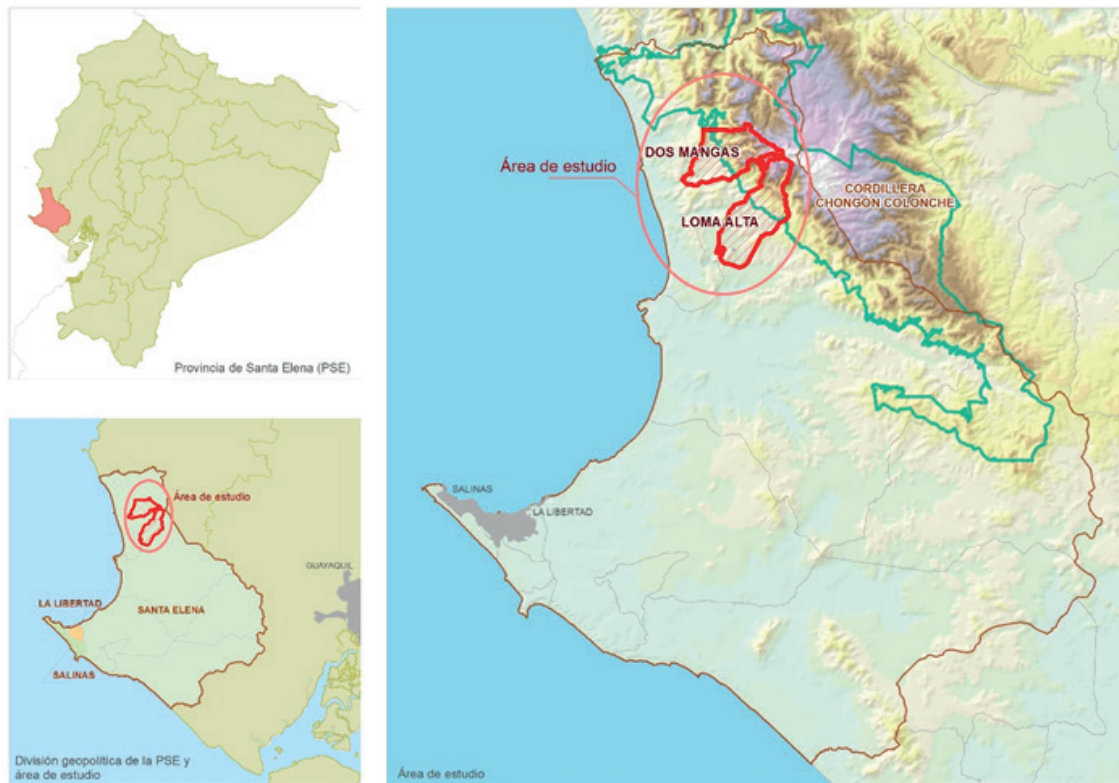 Provincia de Santa Elena (PSE)
Área de estudio
GUAYAQUIL
LA LIBERTAD
SANTA ELENA
SALINAS
División geopolítica de la PSE y
área de estudio
DOS MANGAS
Área de estudio
LOMA ALTA
CORDILLERA
CHONGÓN COLONCHE
SALINAS
LA LIBERTAD
Área de estudio